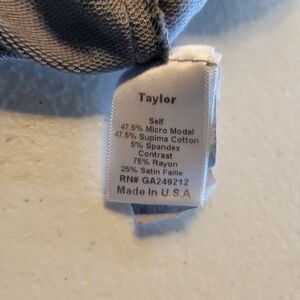 Taylor
Self
47.5% Micro Modal
47.5% Supima Cotton
5% Spandex
Contrast
75% Rayon
25% Satin Faille
RN# GA249212
Made In U.S.A